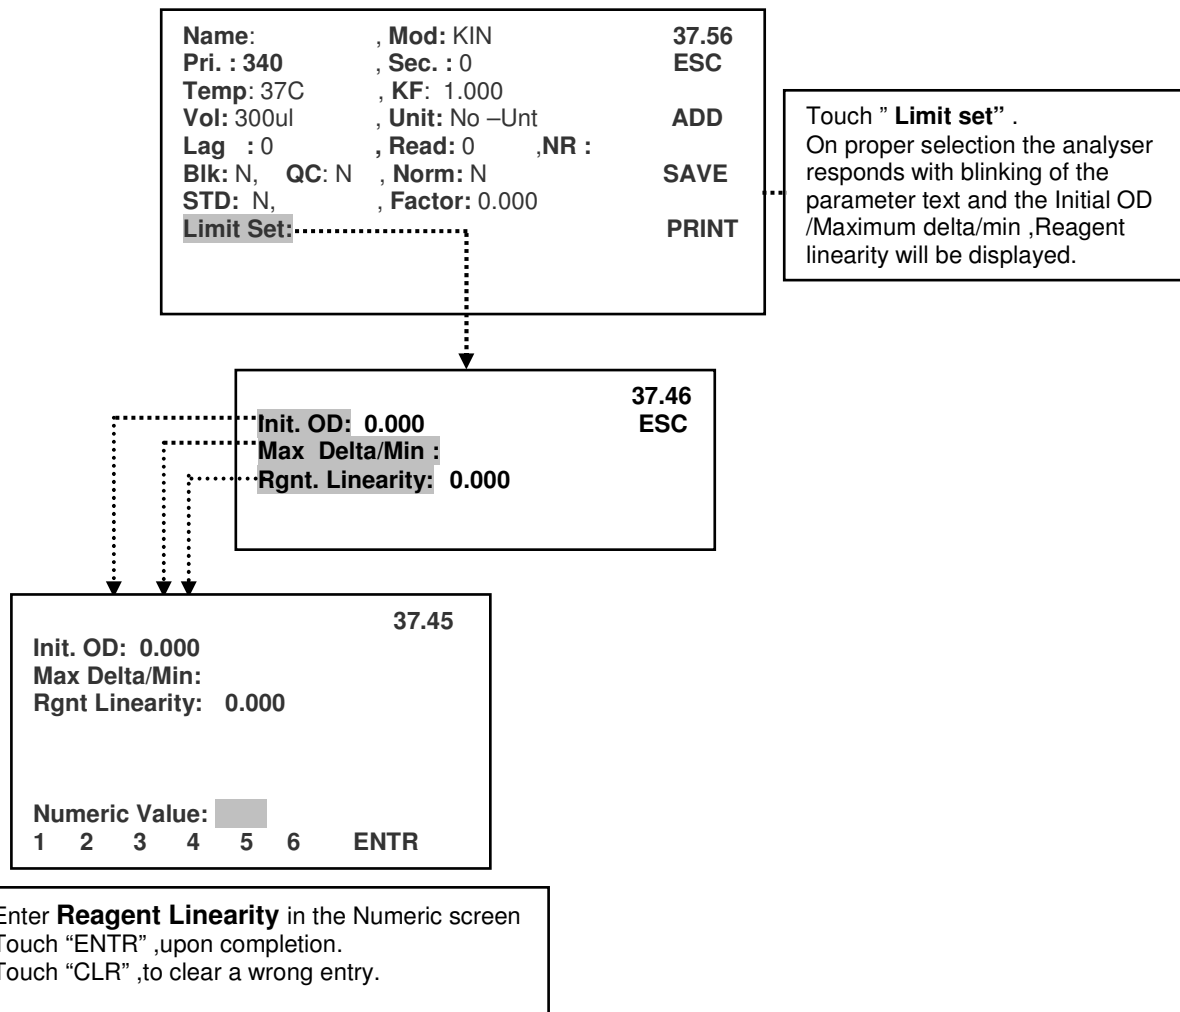 Name: , Mod: KIN 37.56
Pri. : 340 , Sec. : 0 ESC
Temp: 37C , KF: 1.000
Vol: 300ul , Unit: No –Unt ADD
Lag : 0 , Read: 0 ,NR :
Blk: N, QC: N , Norm: N SAVE
STD: N, , Factor: 0.000
Limit Set: PRINT
Touch ” Limit set” .
On proper selection the analyser
responds with blinking of the
parameter text and the Initial OD
/Maximum delta/min ,Reagent
linearity will be displayed.
37.46
Init. OD: 0.000 ESC
Max Delta/Min :
Rgnt. Linearity: 0.000
37.45
Init. OD: 0.000
Max Delta/Min:
Rgnt Linearity: 0.000
Numeric Value:
1 2 3 4 5 6 ENTR
Enter Reagent Linearity in the Numeric screen
Touch “ENTR” ,upon completion.
Touch “CLR” ,to clear a wrong entry.